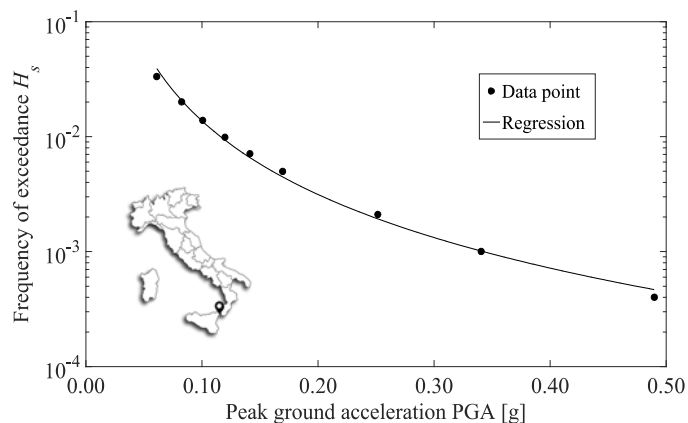 10^-1
10^-2
10^-3
10^-4
Frequency of exceedance H_s
Data point
Regression
0.00 0.10 0.20 0.30 0.40 0.50
Peak ground acceleration PGA [g]